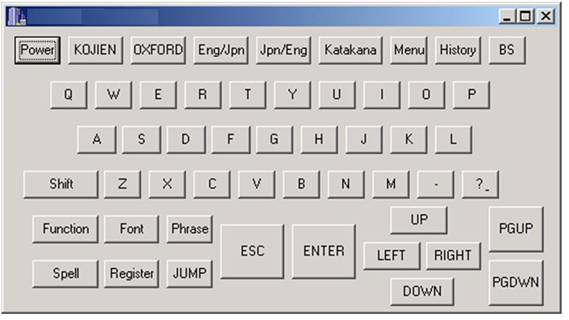 Power KOJIEN OXFORD Eng/Jpn Jpn/Eng Katakana Menu History BS
Q W E R T Y U I O P
A S D F G H J K L
Shift Z X C V B N M - ?_
Function Font Phrase ESC ENTER UP PGUP
LEFT RIGHT
Spell Register JUMP DOWN PGDWN